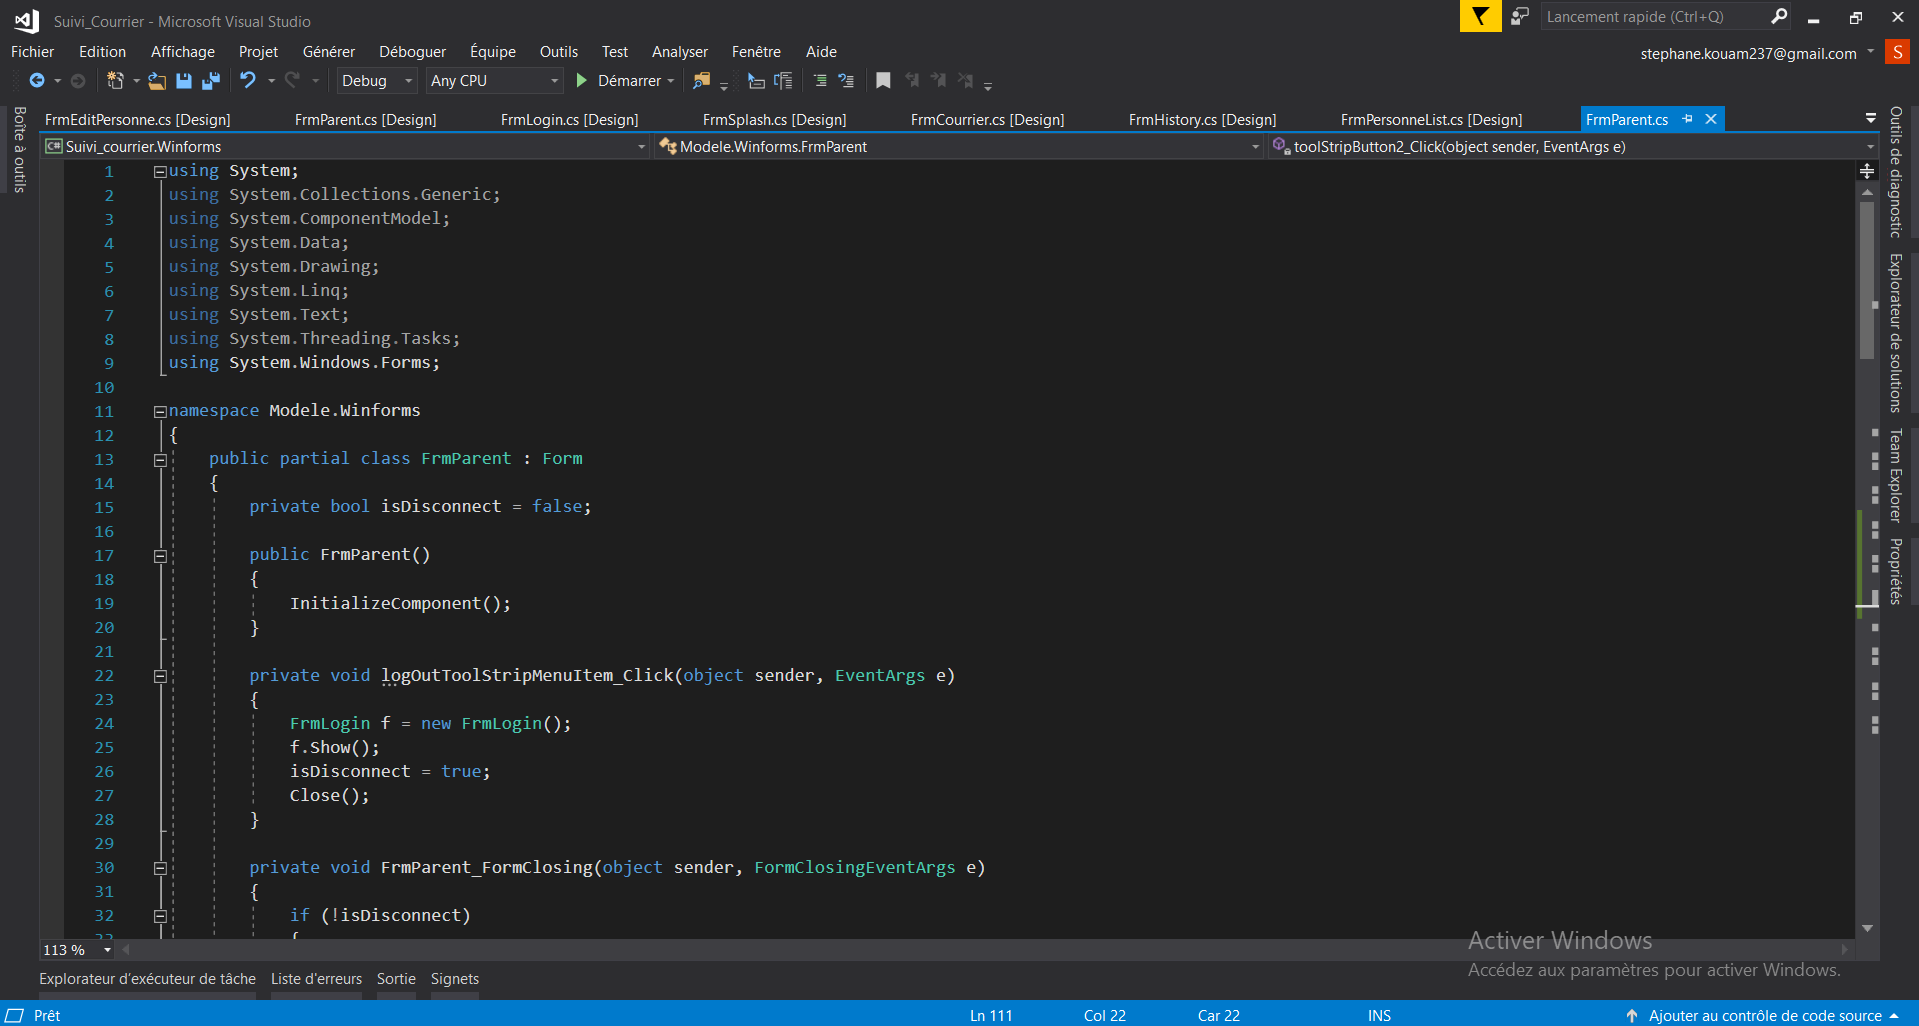 Suivi_Courrier - Microsoft Visual Studio
Lancement rapide (Ctrl+Q)
Fichier Edition Affichage Projet Générer Déboguer Équipe Outils Test Analyser Fenêtre Aide
stephane.kouam237@gmail.com S
Debug Any CPU Démarrer
Boîte à outils
FrmEditPersonne.cs [Design] FrmParent.cs [Design] FrmLogin.cs [Design] FrmSplash.cs [Design] FrmCourrier.cs [Design] FrmHistory.cs [Design] FrmPersonneList.cs [Design] FrmParent.cs
C# Suivi_courrier.Winforms Modele.Winforms.FrmParent toolStripButton2_Click(object sender, EventArgs e)
1 using System;
2 using System.Collections.Generic;
3 using System.ComponentModel;
4 using System.Data;
5 using System.Drawing;
6 using System.Linq;
7 using System.Text;
8 using System.Threading.Tasks;
9 using System.Windows.Forms;
10
11 namespace Modele.Winforms
12 {
13 public partial class FrmParent : Form
14 {
15 private bool isDisconnect = false;
16
17 public FrmParent()
18 {
19 InitializeComponent();
20 }
21
22 private void logOutToolStripMenuItem_Click(object sender, EventArgs e)
23 {
24 FrmLogin f = new FrmLogin();
25 f.Show();
26 isDisconnect = true;
27 Close();
28 }
29
30 private void FrmParent_FormClosing(object sender, FormClosingEventArgs e)
31 {
32 if (!isDisconnect)
33 {
Outils de diagnostic
Explorateur de solutions
Team Explorer
Propriétés
113 %
Activer Windows
Accédez aux paramètres pour activer Windows.
Explorateur d'exécuteur de tâche Liste d'erreurs Sortie Signets
Prêt Ln 111 Col 22 Car 22 INS Ajouter au contrôle de code source